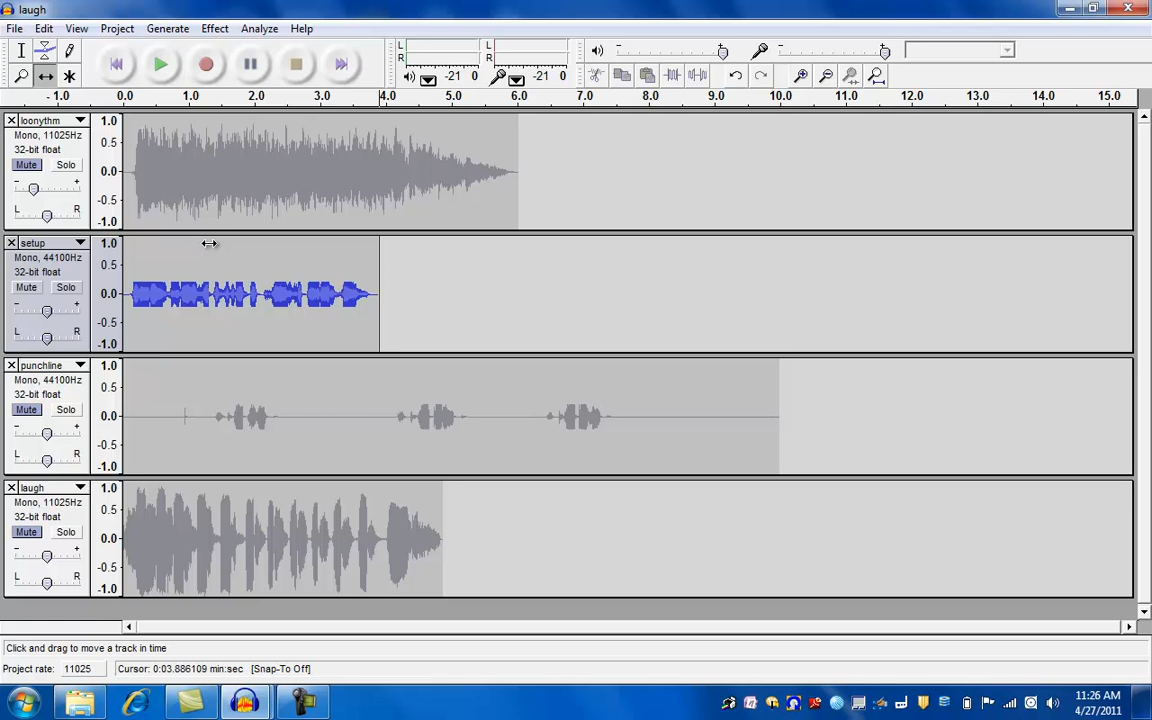 laugh
File Edit View Project Generate Effect Analyze Help
L R -21 0 L R -21 0
- 1.0 0.0 1.0 2.0 3.0 4.0 5.0 6.0 7.0 8.0 9.0 10.0 11.0 12.0 13.0 14.0 15.0
loonythm
Mono, 11025Hz
32-bit float
Mute Solo
- +
L R
1.0
0.5
0.0
-0.5
-1.0
setup
Mono, 44100Hz
32-bit float
Mute Solo
- +
L R
1.0
0.5
0.0
-0.5
-1.0
punchline
Mono, 44100Hz
32-bit float
Mute Solo
- +
L R
1.0
0.5
0.0
-0.5
-1.0
laugh
Mono, 11025Hz
32-bit float
Mute Solo
- +
L R
1.0
0.5
0.0
-0.5
-1.0
Click and drag to move a track in time
Project rate: 11025 Cursor: 0:03.886109 min:sec [Snap-To Off]
11:26 AM
4/27/2011